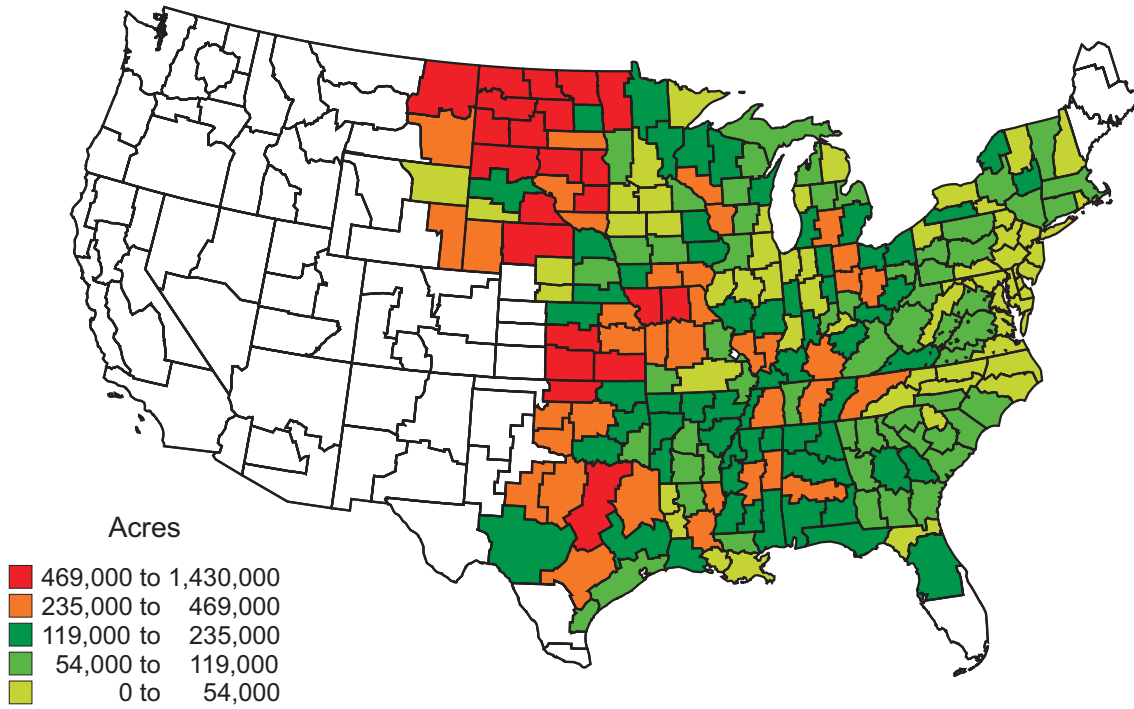 Acres
469,000 to 1,430,000
235,000 to 469,000
119,000 to 235,000
54,000 to 119,000
0 to 54,000